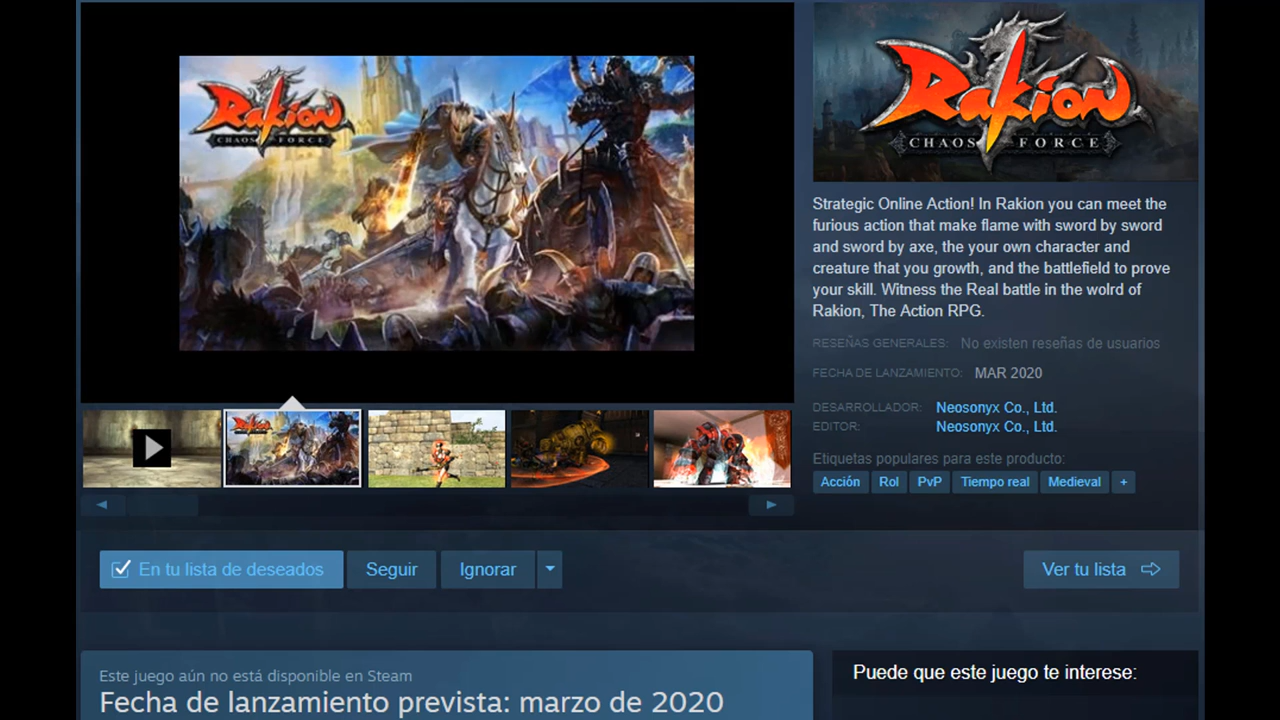 Rakion
CHAOS FORCE
Rakion
CHAOS FORCE
Strategic Online Action! In Rakion you can meet the
furious action that make flame with sword by sword
and sword by axe, the your own character and
creature that you growth, and the battlefield to prove
your skill. Witness the Real battle in the wolrd of
Rakion, The Action RPG.
RESEÑAS GENERALES: No existen reseñas de usuarios
FECHA DE LANZAMIENTO: MAR 2020
DESARROLLADOR: Neosonyx Co., Ltd.
EDITOR: Neosonyx Co., Ltd.
Etiquetas populares para este producto:
Acción Rol PvP Tiempo real Medieval +
Rakion
En tu lista de deseados Seguir Ignorar Ver tu lista
Este juego aún no está disponible en Steam
Fecha de lanzamiento prevista: marzo de 2020
Puede que este juego te interese: